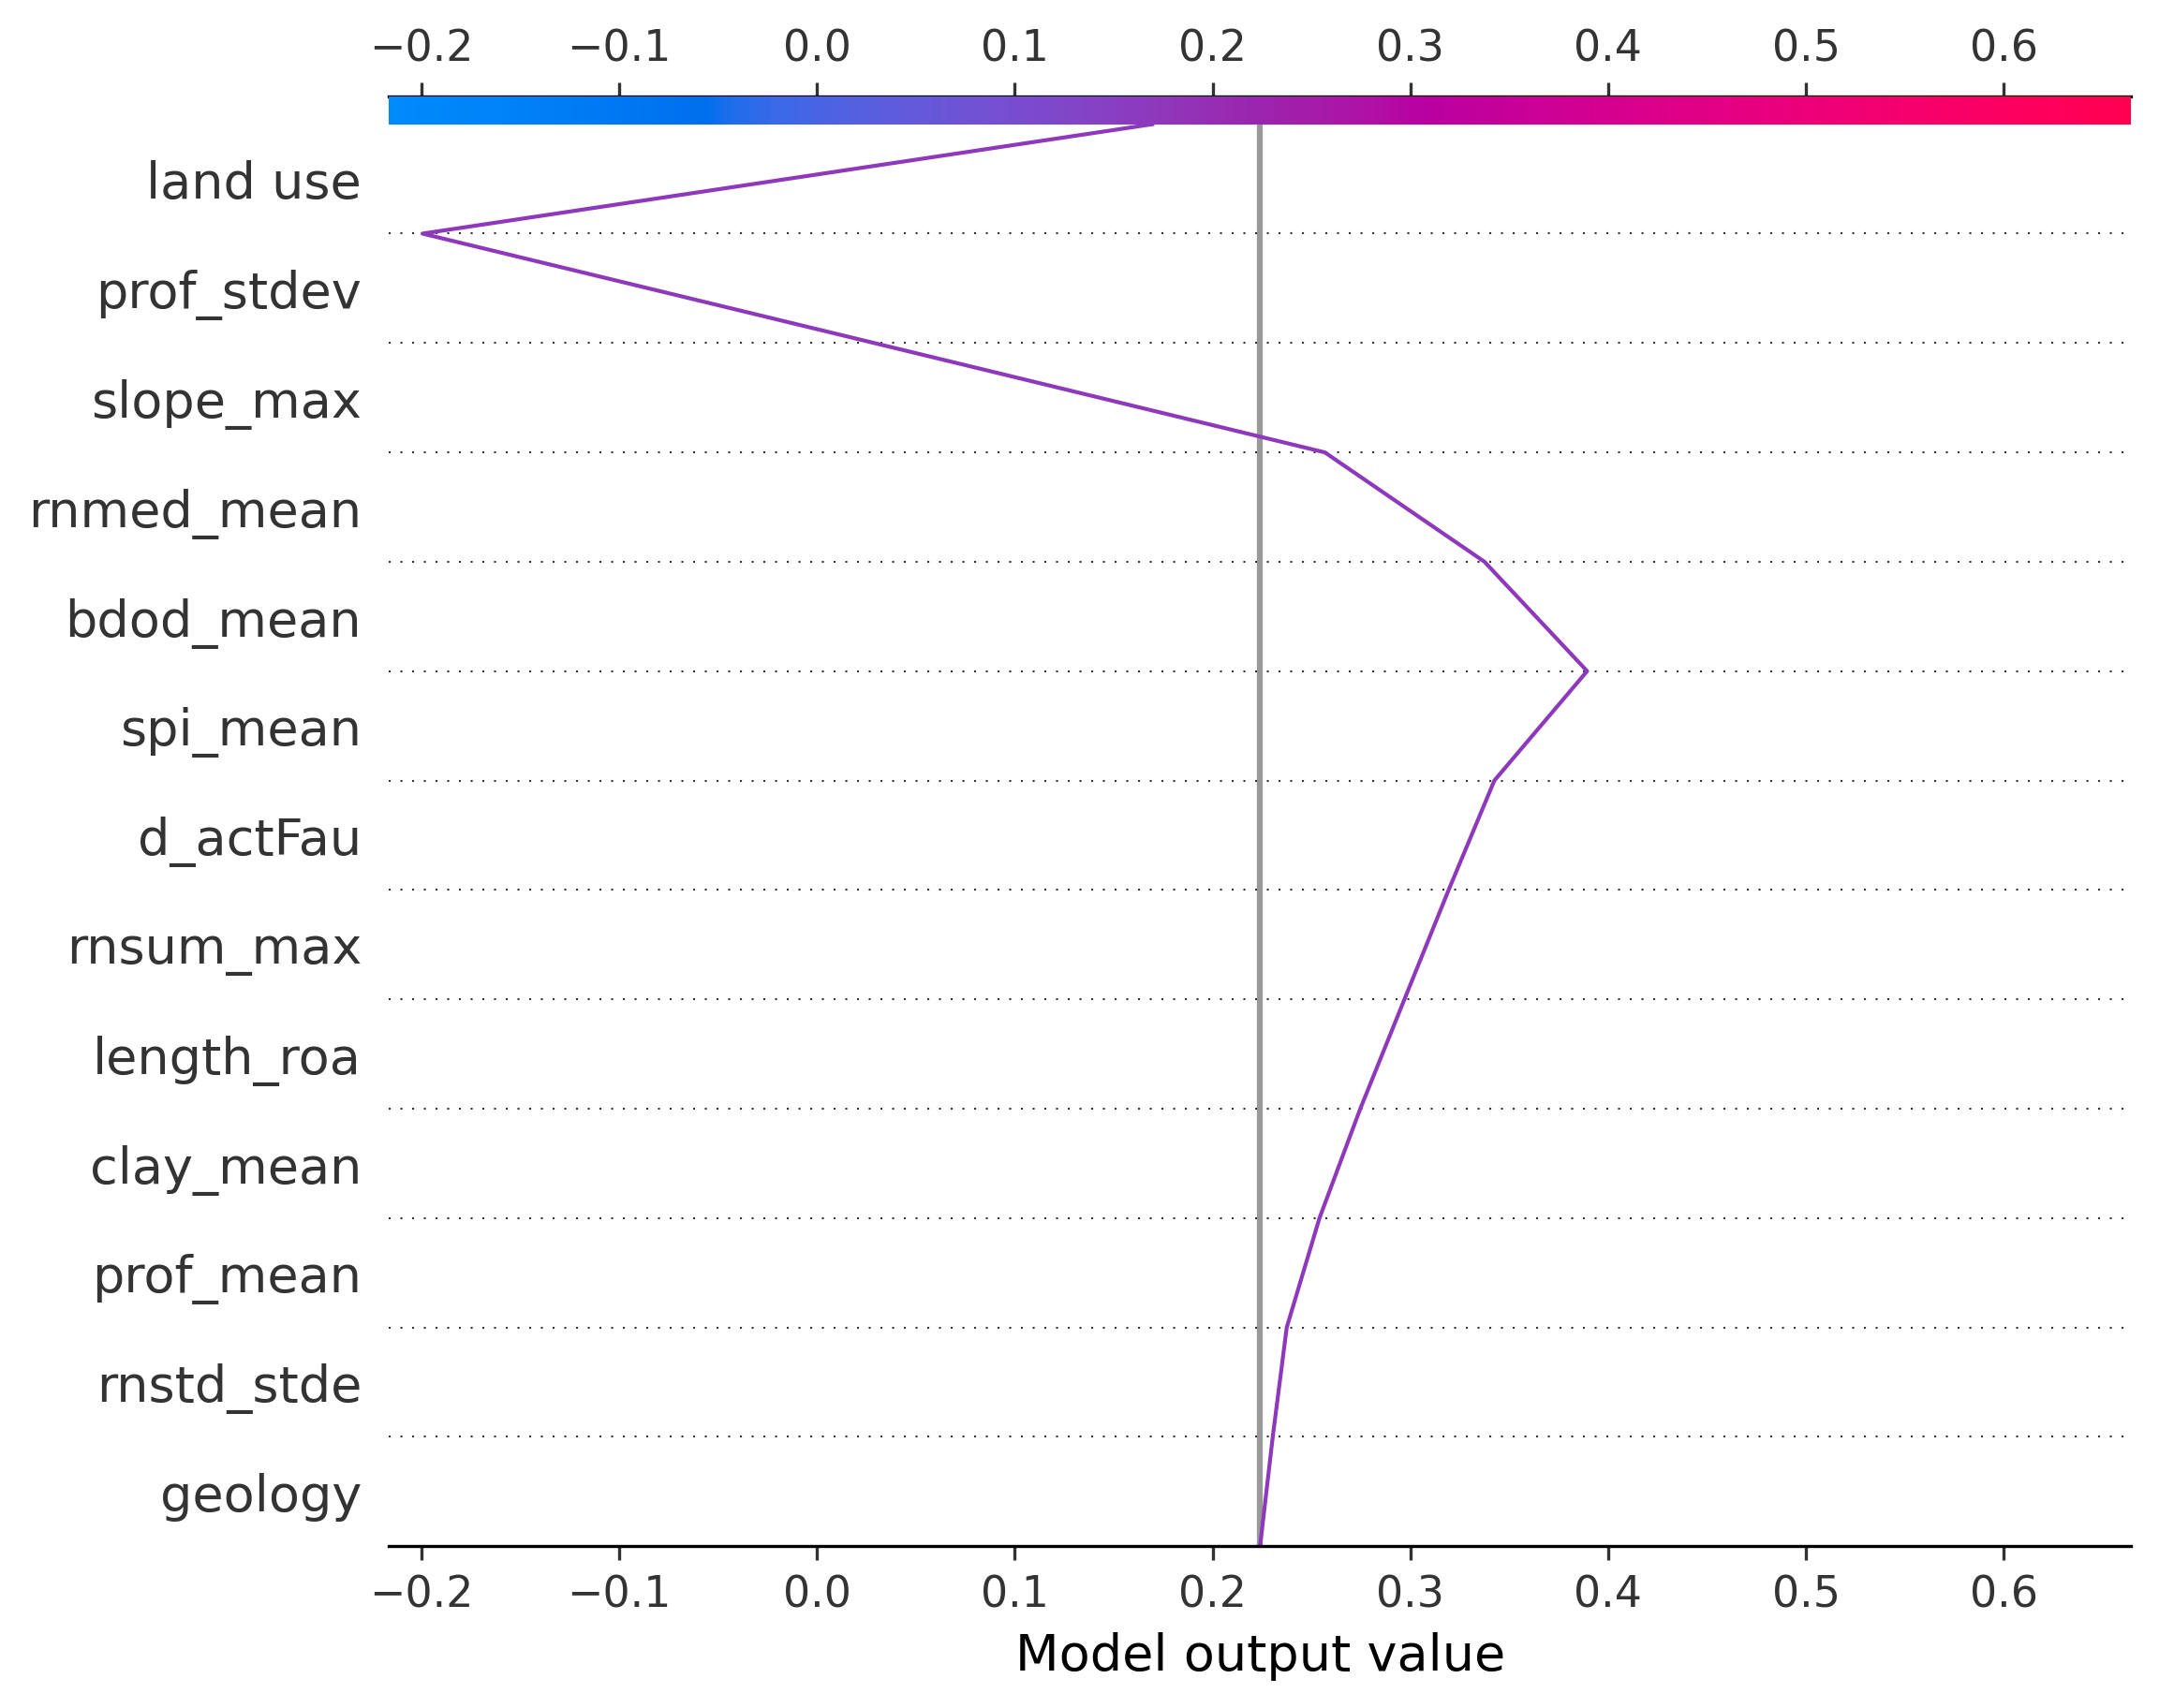 −0.2 −0.1 0.0 0.1 0.2 0.3 0.4 0.5 0.6
land use
prof_stdev
slope_max
rnmed_mean
bdod_mean
spi_mean
d_actFau
rnsum_max
length_roa
clay_mean
prof_mean
rnstd_stde
geology
−0.2 −0.1 0.0 0.1 0.2 0.3 0.4 0.5 0.6
Model output value